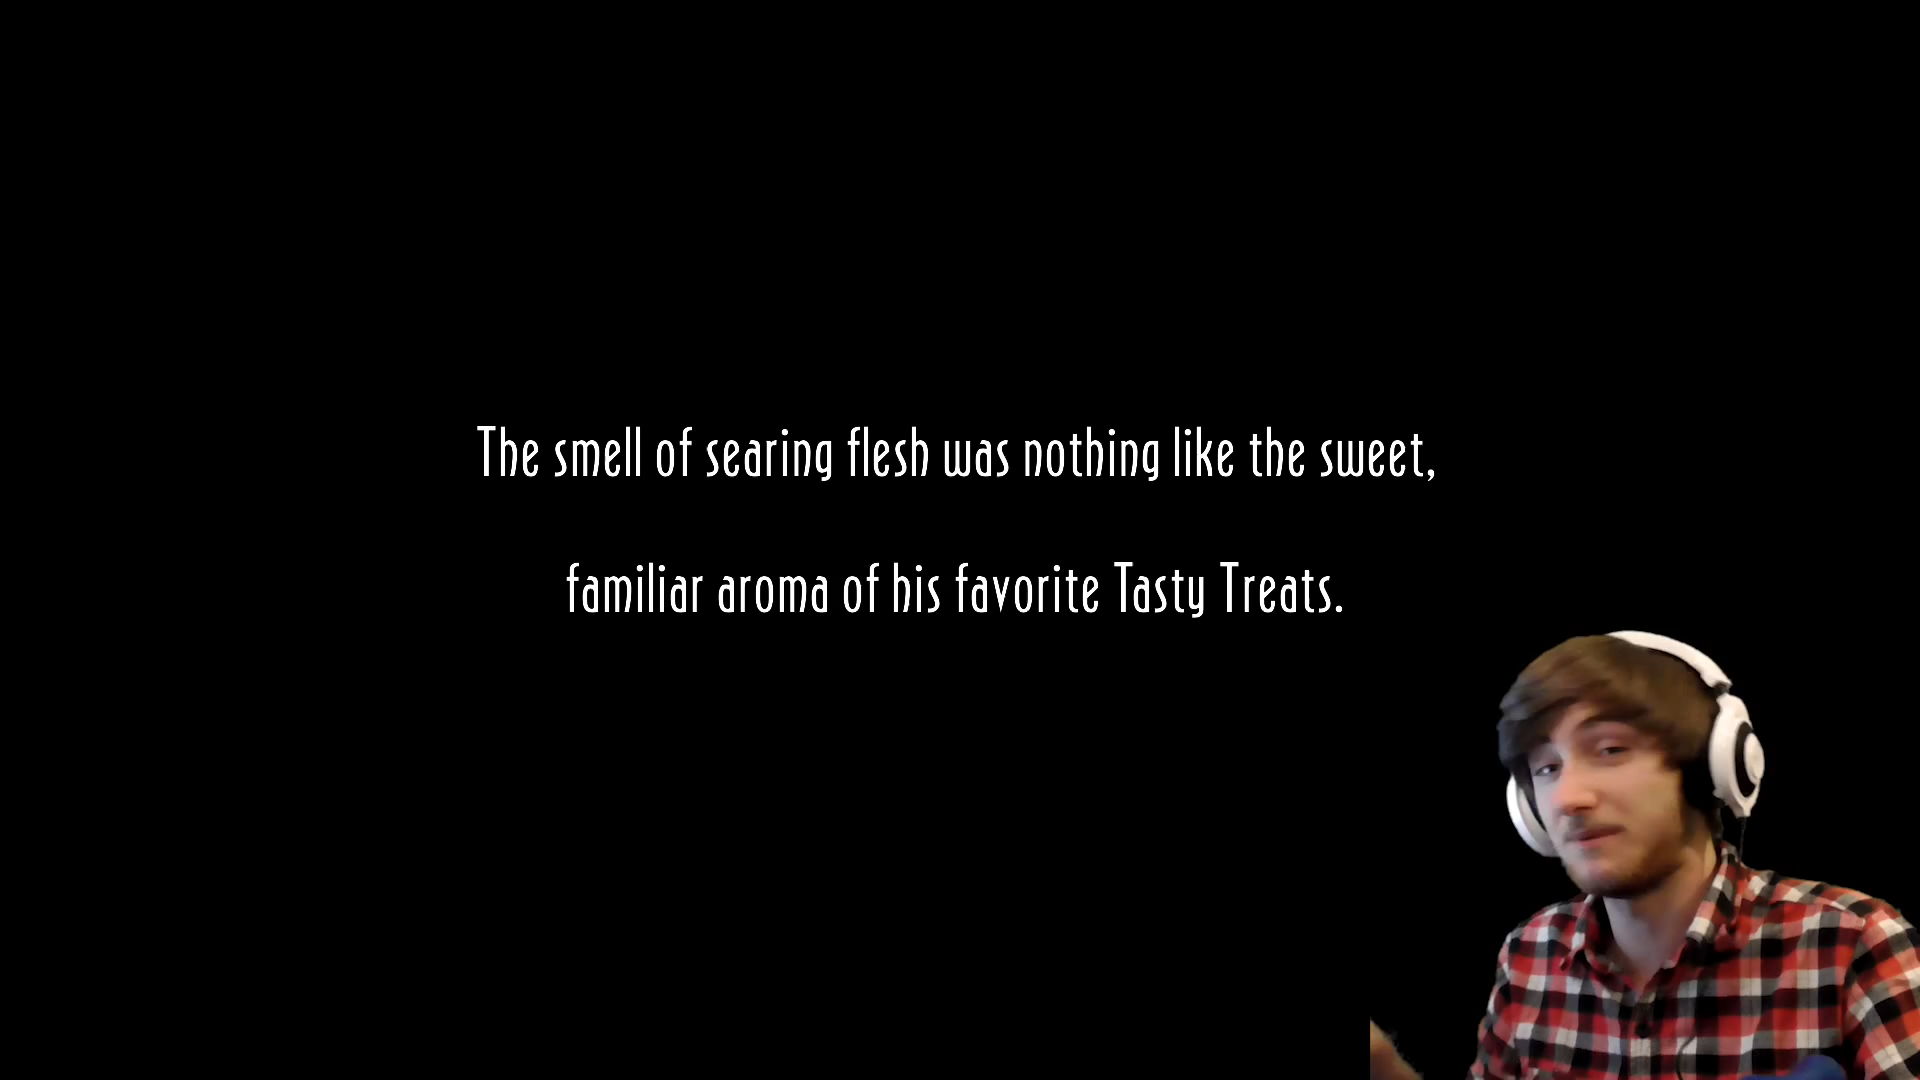 The smell of searing flesh was nothing like the sweet,
familiar aroma of his favorite Tasty Treats.